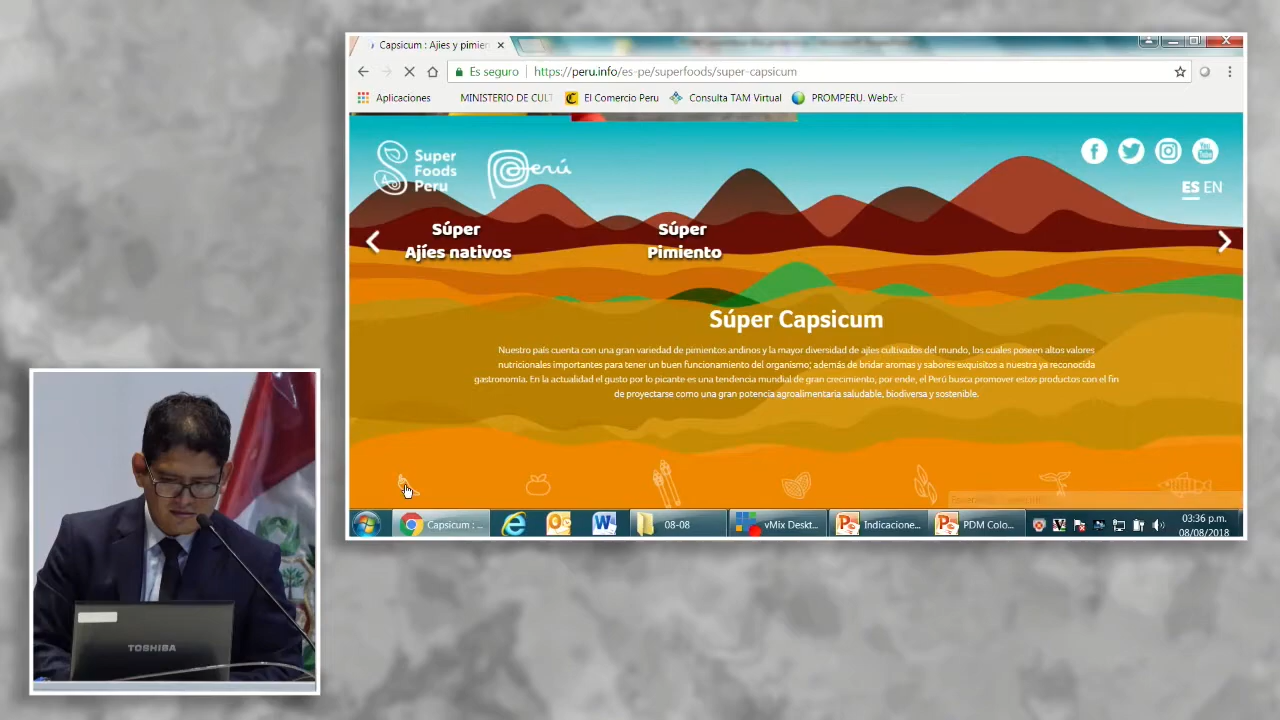 Capsicum : Ajies y pimier
Es seguro
https://peru.info/es-pe/superfoods/super-capsicum
Aplicaciones
MINISTERIO DE CULT
El Comercio Peru
Consulta TAM Virtual
PROMPERU. WebEx E
Super
Foods
Peru
Perú
ES EN
Súper
Ajíes nativos
Súper
Pimiento
Súper Capsicum
Nuestro país cuenta con una gran variedad de pimientos andinos y la mayor diversidad de ajíes cultivados del mundo, los cuales poseen altos valores
nutricionales importantes para tener un buen funcionamiento del organismo; además de bridar aromas y sabores exquisitos a nuestra ya reconocida
gastronomía. En la actualidad el gusto por lo picante es una tendencia mundial de gran crecimiento, por ende, el Perú busca promover estos productos con el fin
de proyectarse como una gran potencia agroalimentaria saludable, biodiversa y sostenible.
Capsicum : ...
08-08
vMix Deskt...
Indicacione...
PDM Colo...
03:36 p.m.
08/08/2018
TOSHIBA